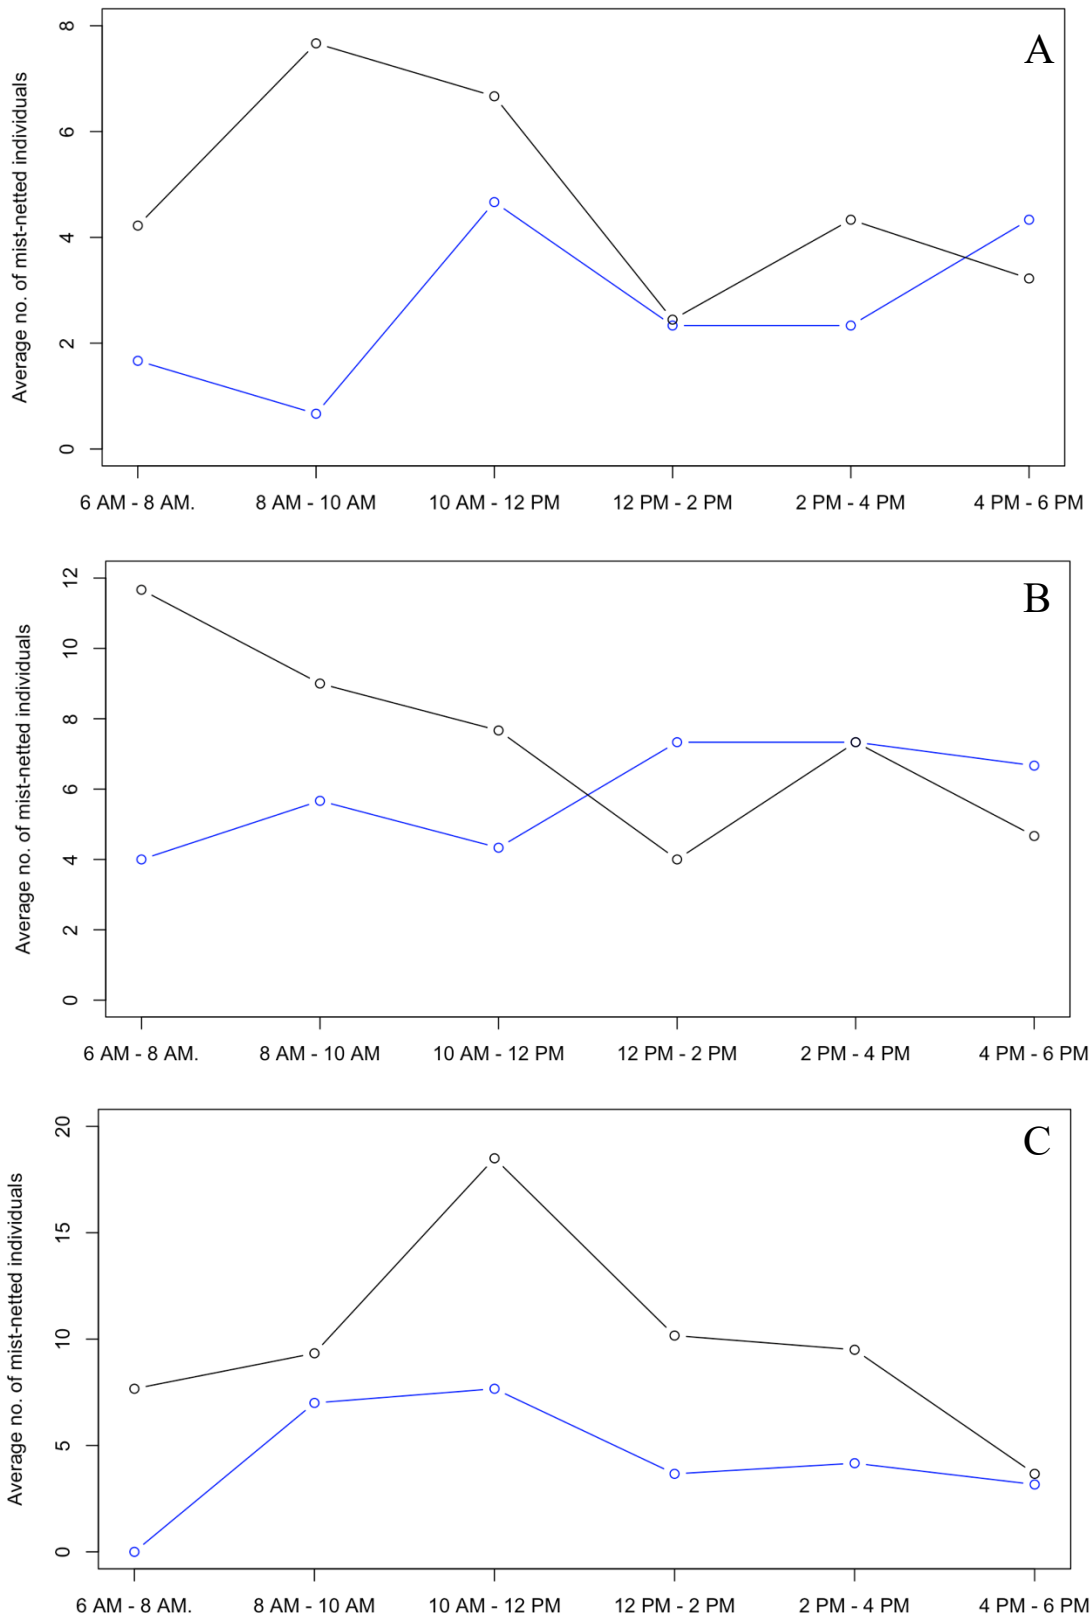 A
Average no. of mist-netted individuals
8
6
4
2
0
6 AM - 8 AM. 8 AM - 10 AM 10 AM - 12 PM 12 PM - 2 PM 2 PM - 4 PM 4 PM - 6 PM
B
Average no. of mist-netted individuals
12
10
8
6
4
2
0
6 AM - 8 AM. 8 AM - 10 AM 10 AM - 12 PM 12 PM - 2 PM 2 PM - 4 PM 4 PM - 6 PM
C
Average no. of mist-netted individuals
20
15
10
5
0
6 AM - 8 AM. 8 AM - 10 AM 10 AM - 12 PM 12 PM - 2 PM 2 PM - 4 PM 4 PM - 6 PM